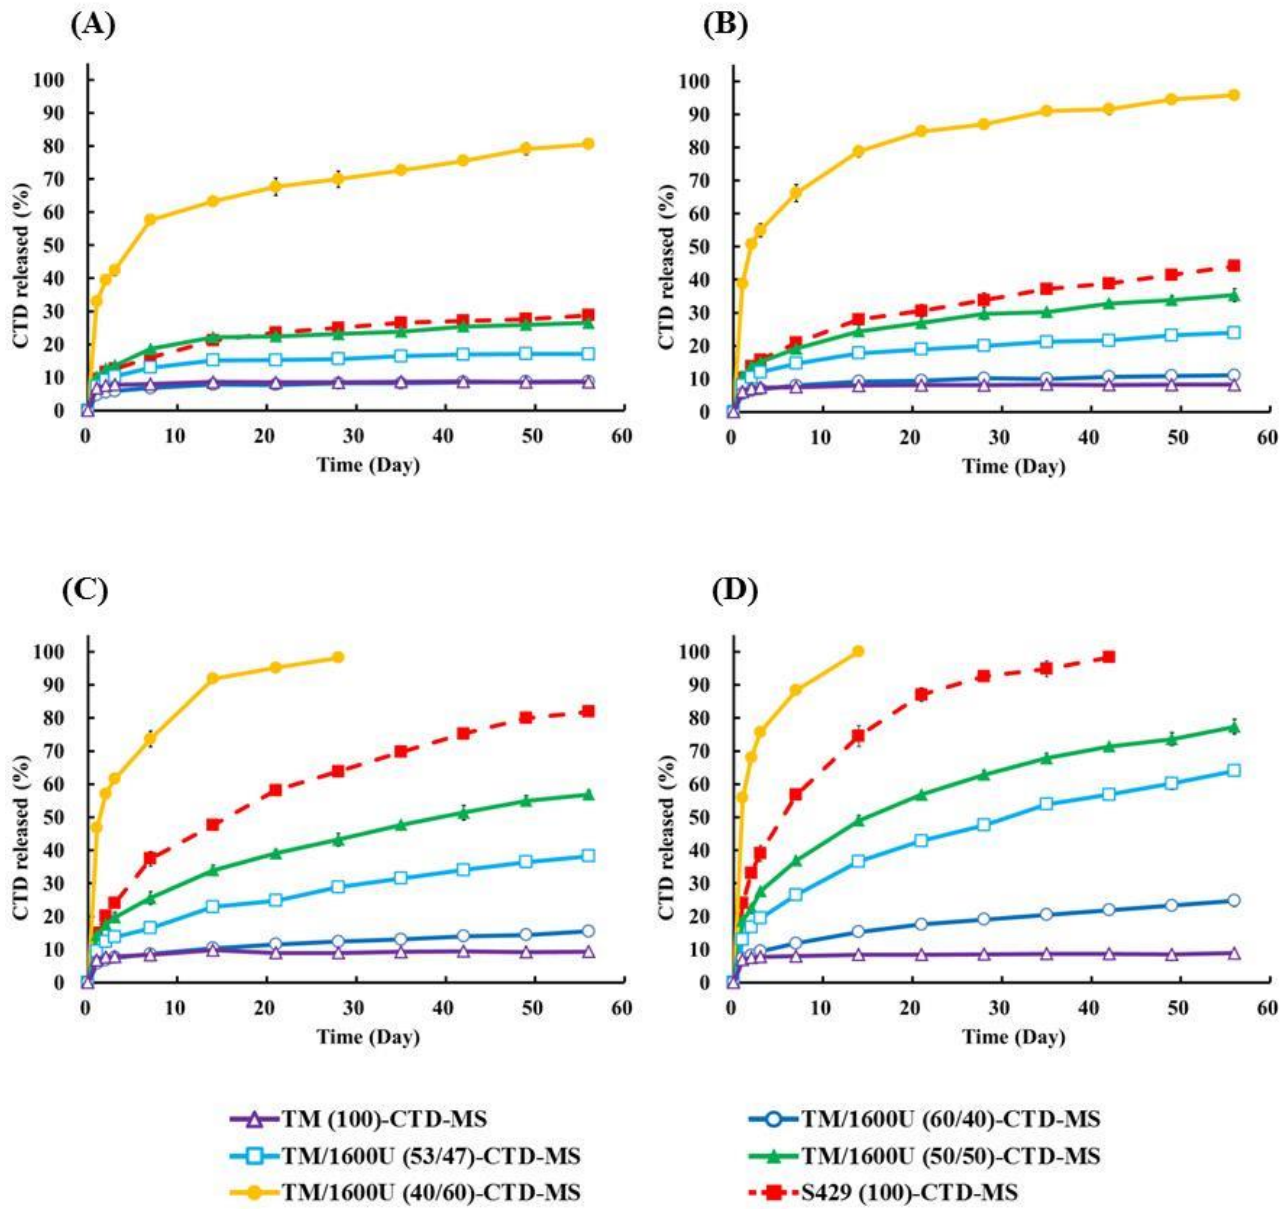 (A)
100
90
80
70
60
50
40
30
20
10
0
CTD released (%)
0 10 20 30 40 50 60
Time (Day)
(B)
100
90
80
70
60
50
40
30
20
10
0
CTD released (%)
0 10 20 30 40 50 60
Time (Day)
(C)
100
90
80
70
60
50
40
30
20
10
0
CTD released (%)
0 10 20 30 40 50 60
Time (Day)
(D)
100
90
80
70
60
50
40
30
20
10
0
CTD released (%)
0 10 20 30 40 50 60
Time (Day)
TM (100)-CTD-MS
TM/1600U (60/40)-CTD-MS
TM/1600U (53/47)-CTD-MS
TM/1600U (50/50)-CTD-MS
TM/1600U (40/60)-CTD-MS
S429 (100)-CTD-MS